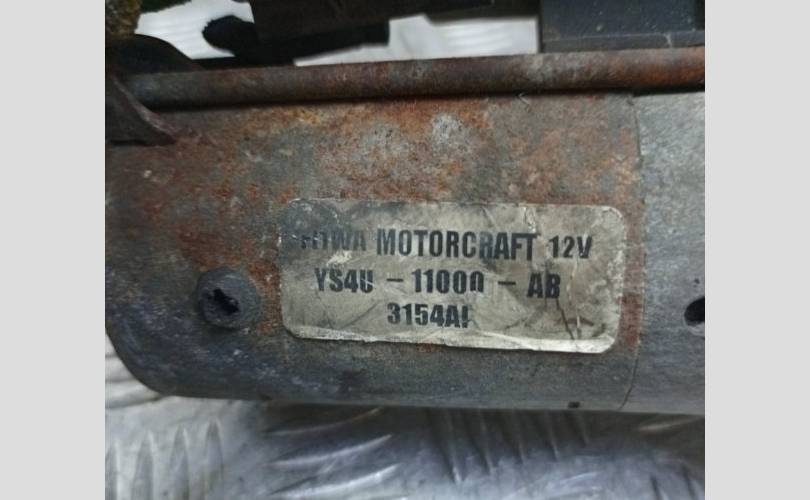 MOTORCRAFT 12V
YS4U - 11000 - AB
3154AI